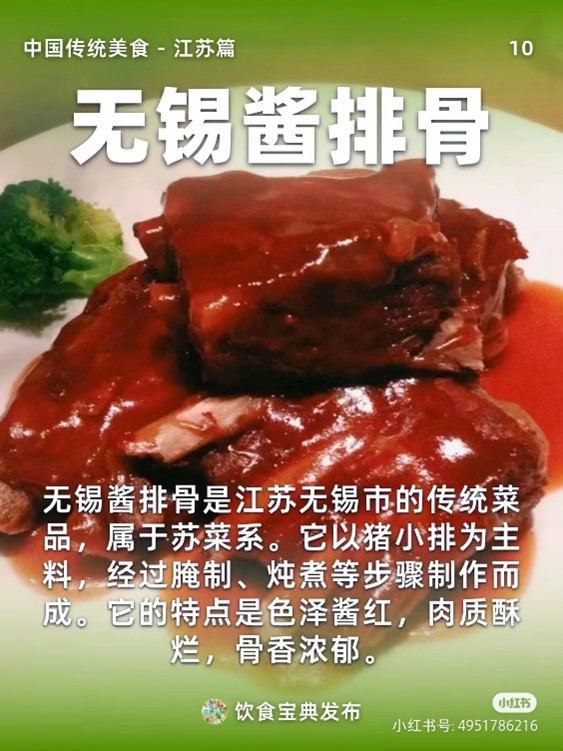 中国传统美食 - 江苏篇
10
无锡酱排骨
无锡酱排骨是江苏无锡市的传统菜
品，属于苏菜系。它以猪小排为主
料，经过腌制、炖煮等步骤制作而
成。它的特点是色泽酱红，肉质酥
烂，骨香浓郁。
饮食宝典发布
小红书
小红书号: 4951786216